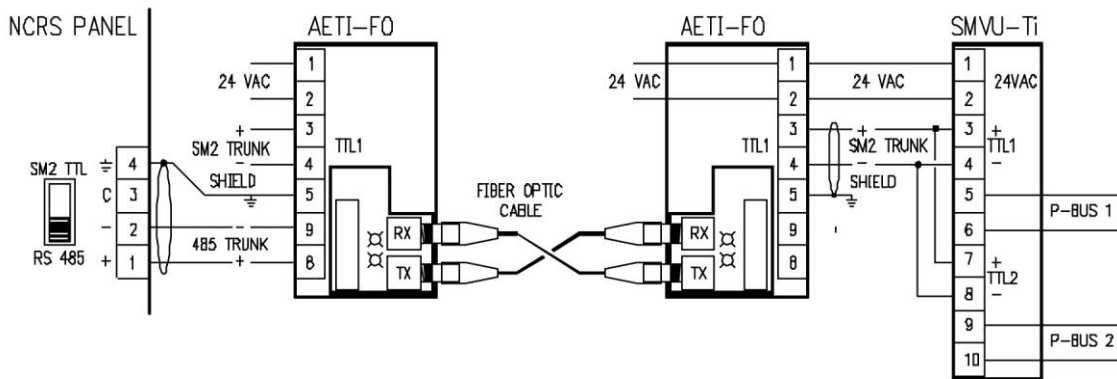 NCRS PANEL
AETI-FO
AETI-FO
SMVU-Ti
1
2
3
4
5
9
8
24 VAC
+
SM2 TRUNK
-
SHIELD
-
485 TRUNK
+
TTL1
RX
TX
SM2 TTL
RS 485
4
C 3
- 2
+ 1
FIBER OPTIC
CABLE
RX
TX
24 VAC
TTL1
1
2
3
4
5
9
8
24 VAC
+
SM2 TRUNK
-
SHIELD
1
2
3
4
5
6
7
8
9
10
24VAC
+
TTL1
-
+
TTL2
-
P-BUS 1
P-BUS 2